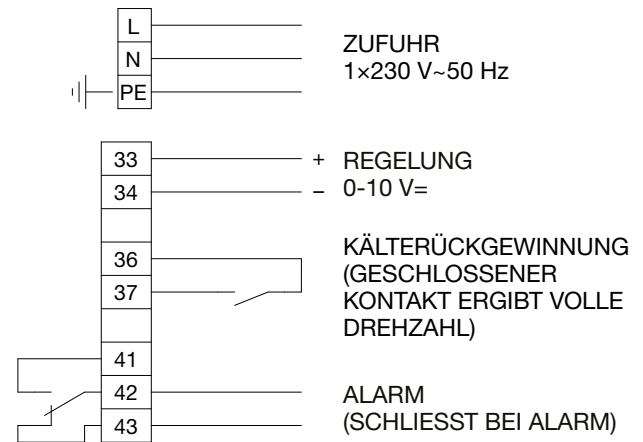 L
N
PE
ZUFUHR
1×230 V~50 Hz
33
34
+ REGELUNG
– 0-10 V=
36
37
KÄLTERÜCKGEWINNUNG
(GESCHLOSSENER
KONTAKT ERGIBT VOLLE
DREHZAHL)
41
42
43
ALARM
(SCHLIESST BEI ALARM)